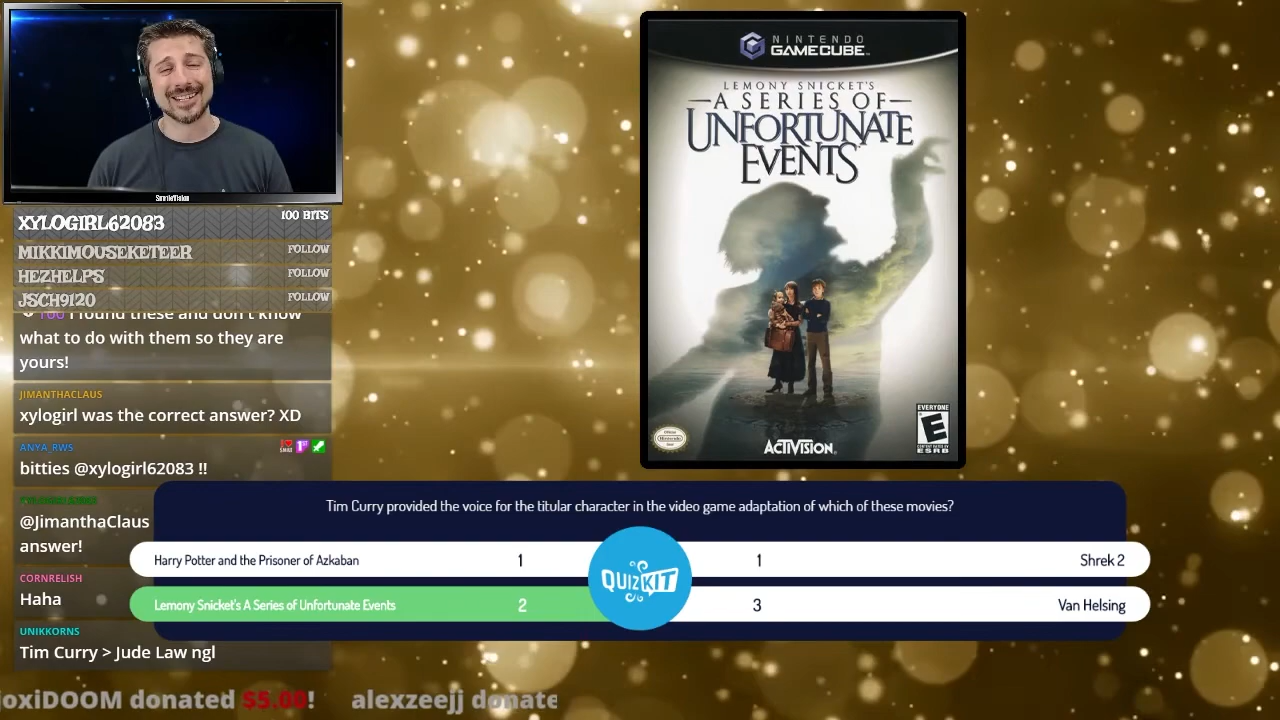 SmirkVision
XYLOGIRL62083 100 BITS
MIKKIMOUSEKETEER FOLLOW
HEZHELPS FOLLOW
JSCH9120 FOLLOW
I found these and don't know
what to do with them so they are
yours!
JIMANTHACLAUS
xylogirl was the correct answer? XD
ANYA_RWS
bitties @xylogirl62083 !!
@JimanthaClaus
answer!
CORNRELISH
Haha
UNIKKORNS
Tim Curry > Jude Law ngl
NINTENDO
GAMECUBE™
LEMONY SNICKET'S
A SERIES OF
UNFORTUNATE
EVENTS
EVERYONE
E
ESRB
Nintendo
ACTIVISION
Tim Curry provided the voice for the titular character in the video game adaptation of which of these movies?
Harry Potter and the Prisoner of Azkaban 1
1 Shrek 2
QUIZKIT
Lemony Snicket's A Series of Unfortunate Events 2
3 Van Helsing
joxiDOOM donated $5.00! alexzeejj donate